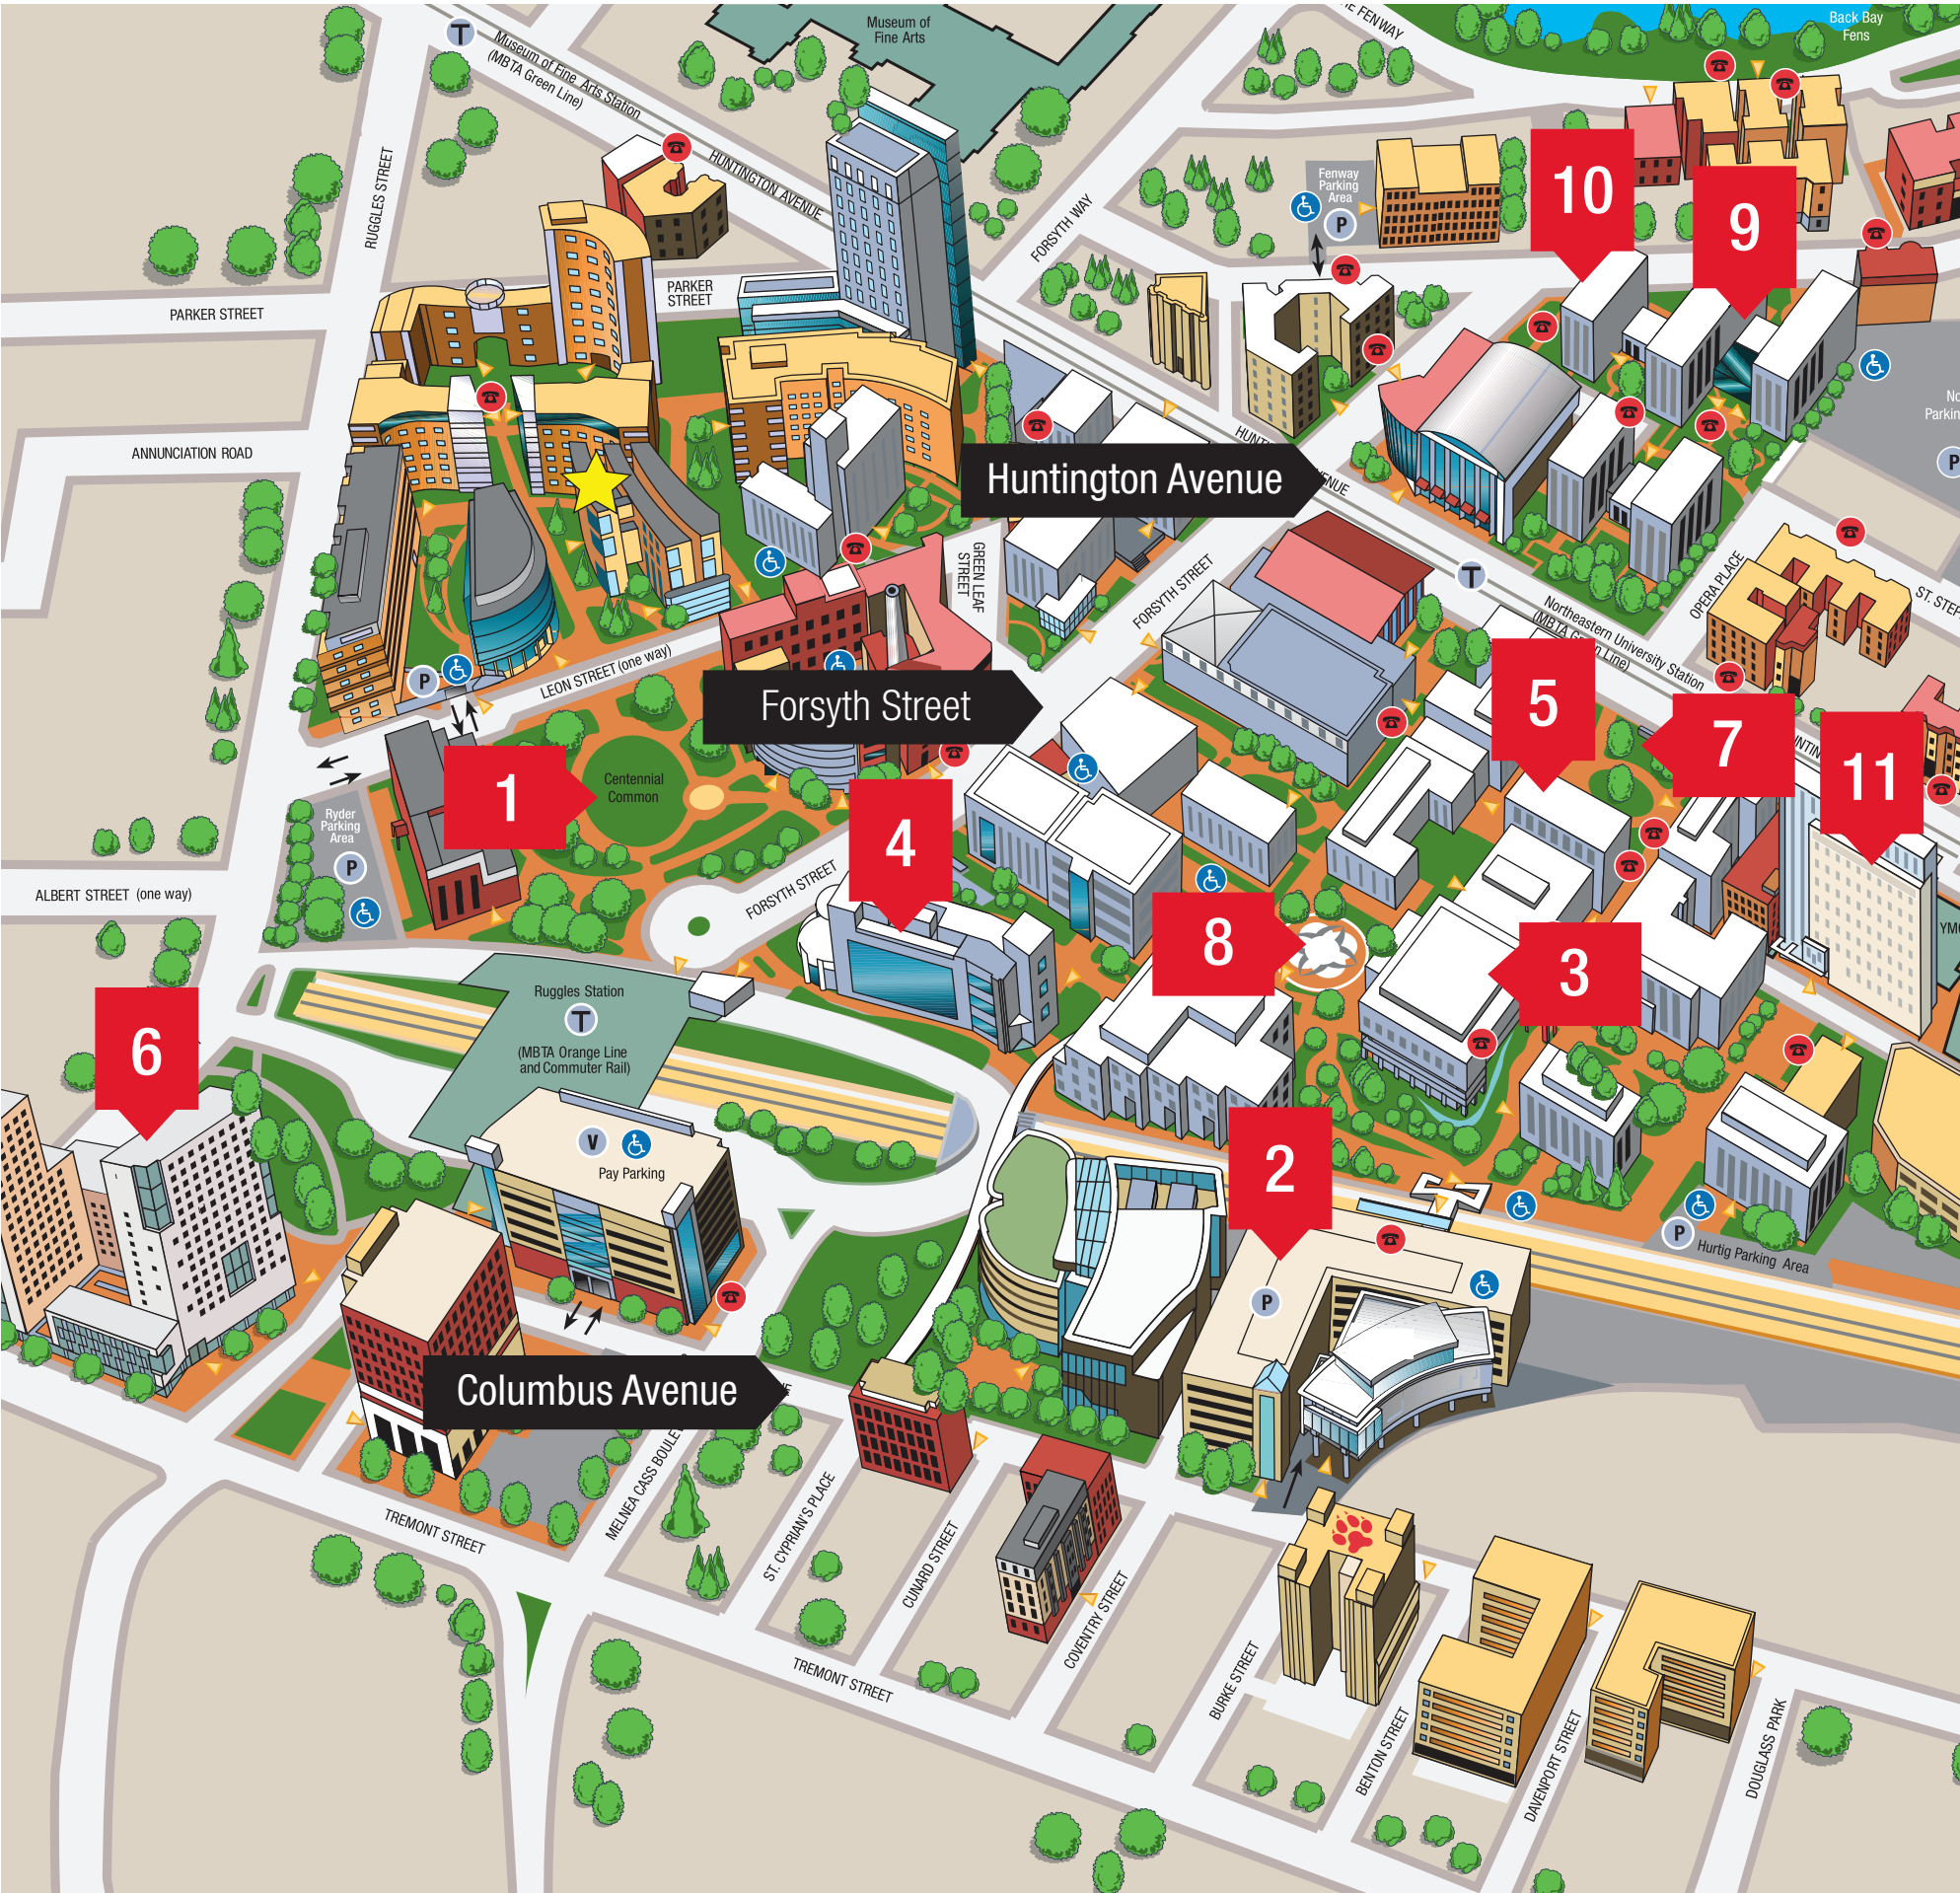 Museum of
Fine Arts
THE FENWAY
Back Bay
Fens
T
Museum of Fine Arts Station
(MBTA Green Line)
HUNTINGTON AVENUE
RUGGLES STREET
FORSYTH WAY
Fenway
Parking
Area
P
10
9
PARKER
STREET
PARKER STREET
ANNUNCIATION ROAD
Huntington Avenue
P
GREEN LEAF
STREET
FORSYTH STREET
T
Northeastern University Station
OPERA PLACE
LEON STREET (one way)
P
Forsyth Street
5
7
11
1
Centennial
Common
4
Ryder
Parking
Area
P
FORSYTH STREET
ALBERT STREET (one way)
8
3
Ruggles Station
T
(MBTA Orange Line
and Commuter Rail)
6
V
Pay Parking
2
P
Hurtig Parking Area
P
Columbus Avenue
TREMONT STREET
ST. CYPRIAN'S PLACE
CUNARD STREET
COVENTRY STREET
TREMONT STREET
BURKE STREET
BENTON STREET
DAVENPORT STREET
DOUGLASS PARK